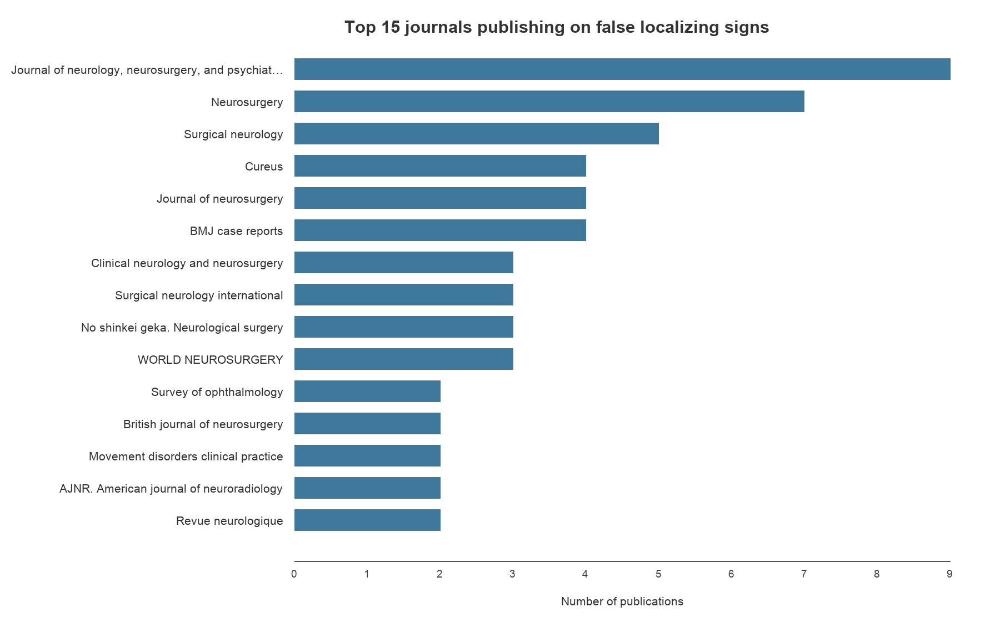 Top 15 journals publishing on false localizing signs
Journal of neurology, neurosurgery, and psychiat…
Neurosurgery
Surgical neurology
Cureus
Journal of neurosurgery
BMJ case reports
Clinical neurology and neurosurgery
Surgical neurology international
No shinkei geka. Neurological surgery
WORLD NEUROSURGERY
Survey of ophthalmology
British journal of neurosurgery
Movement disorders clinical practice
AJNR. American journal of neuroradiology
Revue neurologique
0 1 2 3 4 5 6 7 8 9
Number of publications